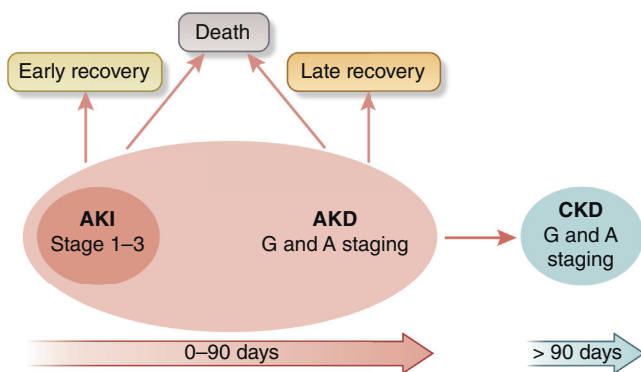 Death
Early recovery
Late recovery
AKI
Stage 1–3
AKD
G and A staging
CKD
G and A
staging
0–90 days
> 90 days